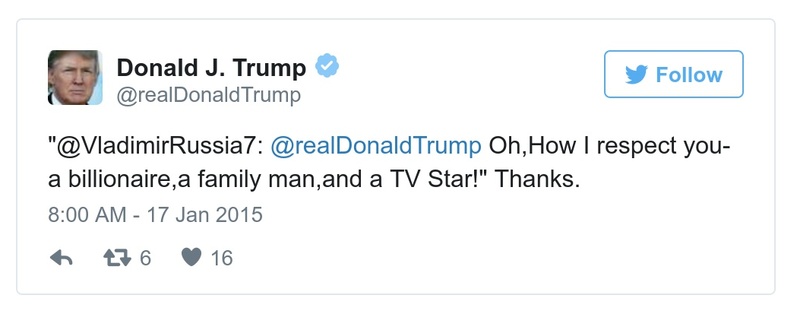 Donald J. Trump
@realDonaldTrump
Follow
"@VladimirRussia7: @realDonaldTrump Oh,How I respect you-
a billionaire,a family man,and a TV Star!" Thanks.
8:00 AM - 17 Jan 2015
6 16